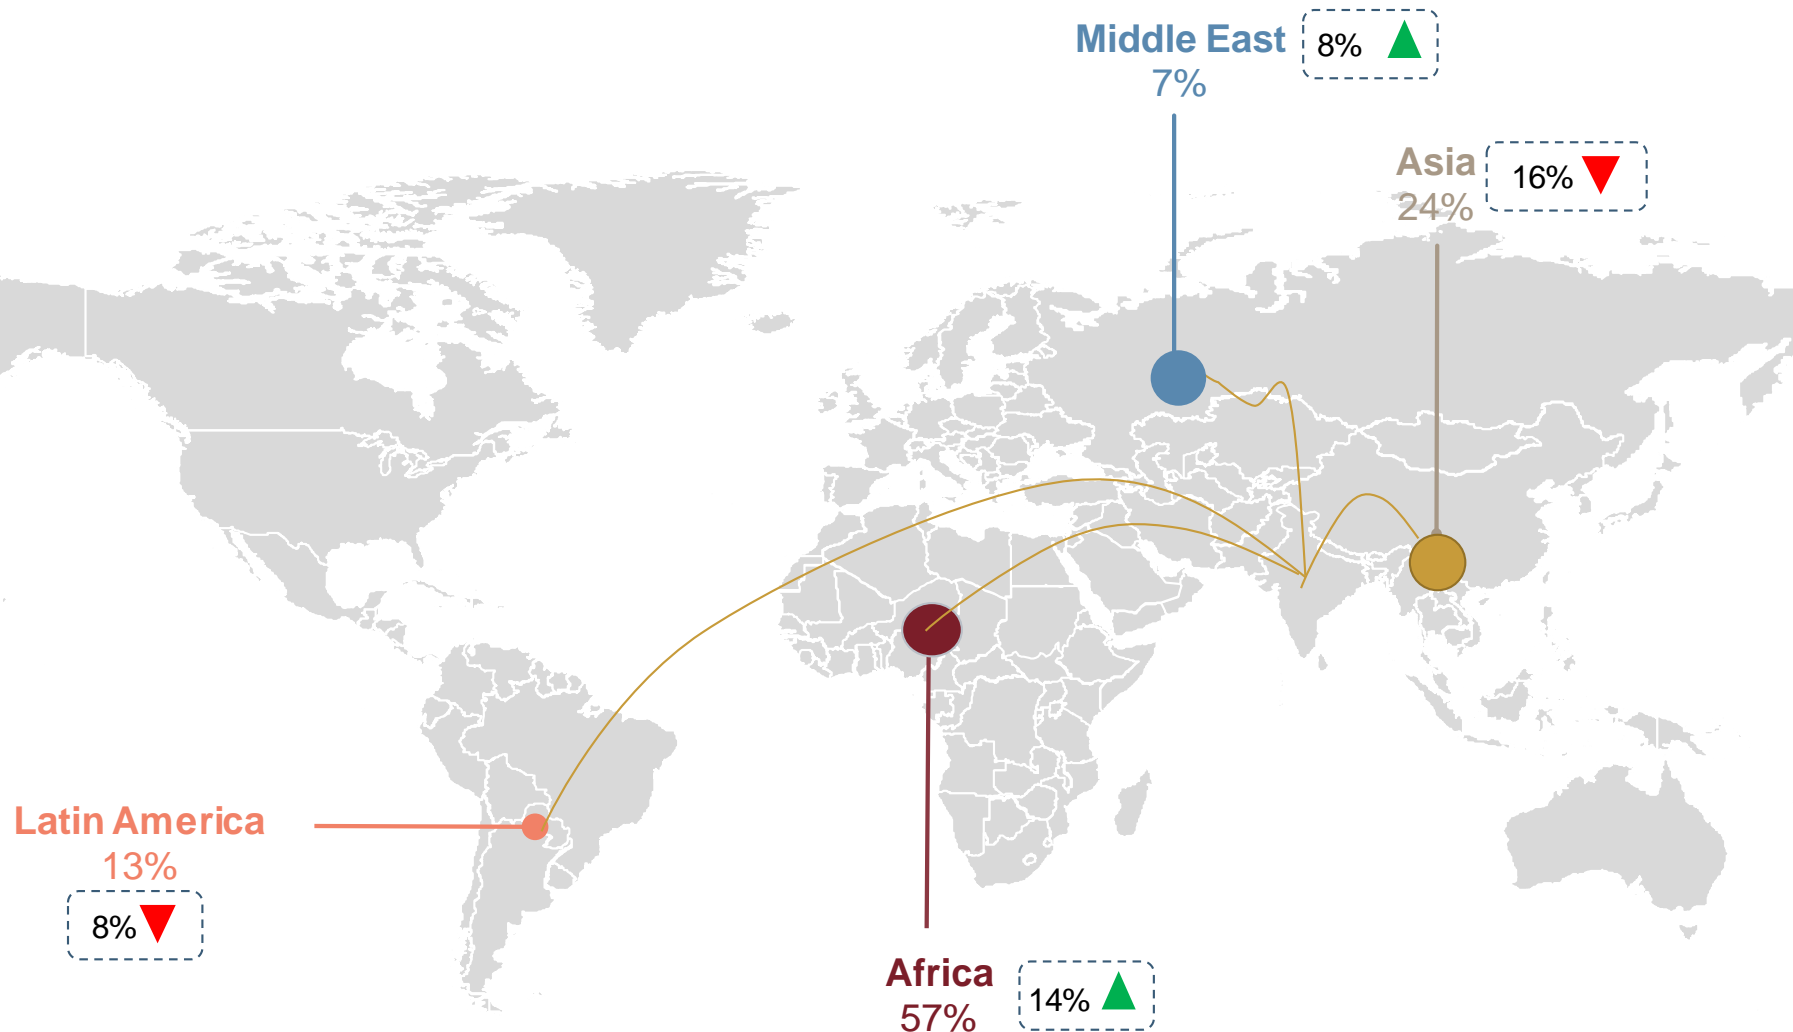 Middle East
7%
8%
Asia
24%
16%
Latin America
13%
8%
Africa
57%
14%